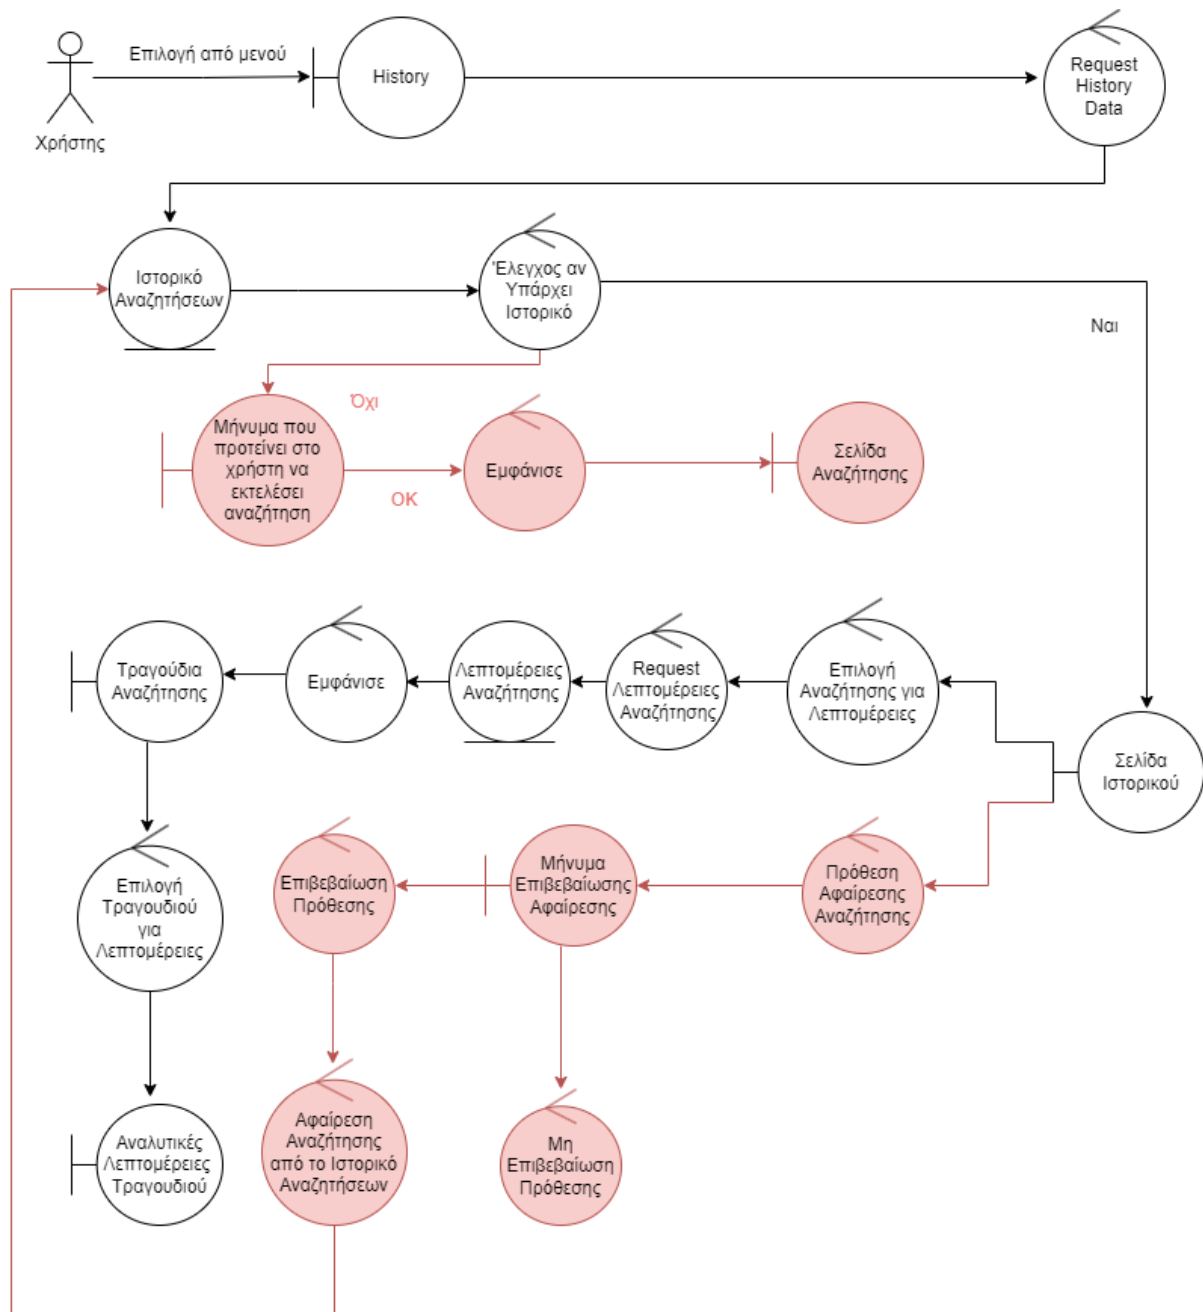 Επιλογή από μενού
Χρήστης
History
Request
History
Data
Ιστορικό
Αναζητήσεων
Έλεγχος αν
Υπάρχει
Ιστορικό
Ναι
Όχι
Μήνυμα που
προτείνει στο
χρήστη να
εκτελέσει
αναζήτηση
OK
Εμφάνισε
Σελίδα
Αναζήτησης
Τραγούδια
Αναζήτησης
Εμφάνισε
Λεπτομέρειες
Αναζήτησης
Request
Λεπτομέρειες
Αναζήτησης
Επιλογή
Αναζήτησης για
Λεπτομέρειες
Σελίδα
Ιστορικού
Επιλογή
Τραγουδιού
για
Λεπτομέρειες
Επιβεβαίωση
Πρόθεσης
Μήνυμα
Επιβεβαίωσης
Αφαίρεσης
Πρόθεση
Αφαίρεσης
Αναζήτησης
Αναλυτικές
Λεπτομέρειες
Τραγουδιού
Αφαίρεση
Αναζήτησης
από το Ιστορικό
Αναζητήσεων
Μη
Επιβεβαίωση
Πρόθεσης